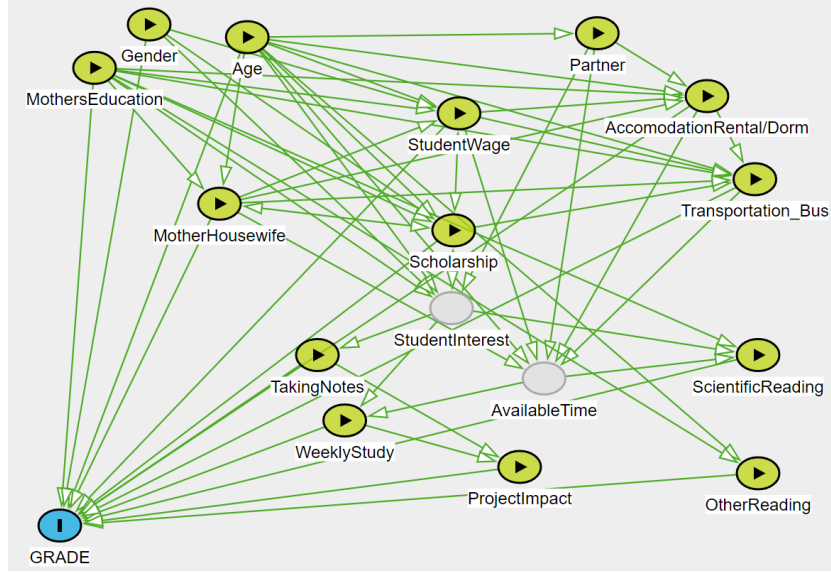 Gender
Age
Partner
MothersEducation
AccomodationRental/Dorm
StudentWage
Transportation_Bus
MotherHousewife
Scholarship
StudentInterest
TakingNotes
ScientificReading
AvailableTime
WeeklyStudy
ProjectImpact
OtherReading
I
GRADE